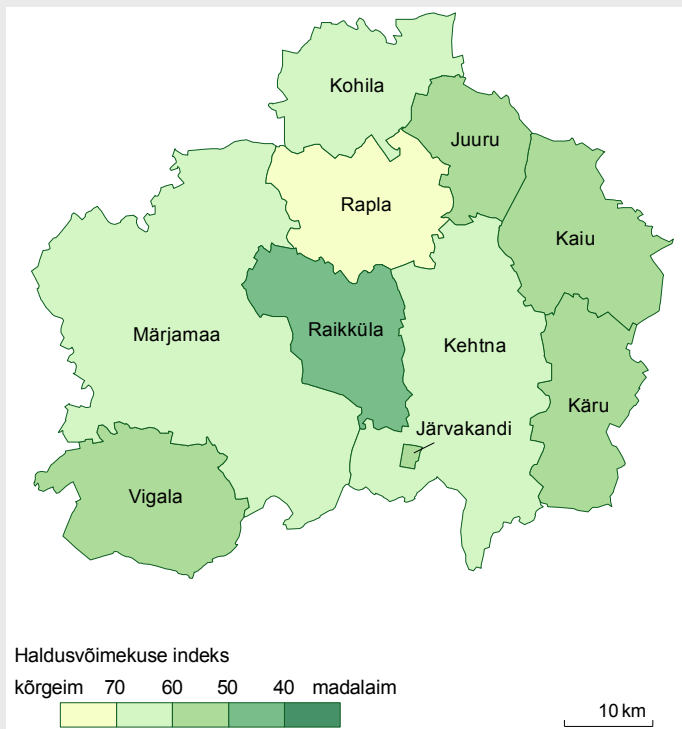 Kohila
Juuru
Rapla
Kaiu
Märjamaa
Raikküla
Kehtna
Käru
Järvakandi
Vigala
Haldusvõimekuse indeks
kõrgeim 70 60 50 40 madalaim
10 km